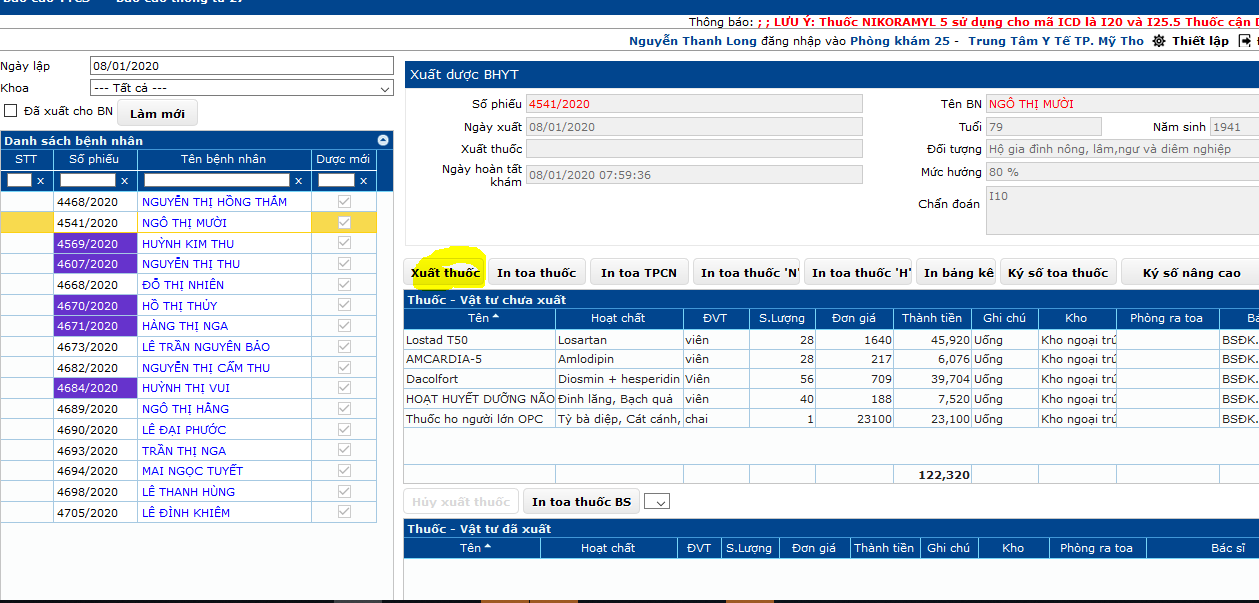 Báo cáo YTCS Báo cáo thông tư 27
Thông báo: ; ; LƯU Ý: Thuốc NIKORAMYL 5 sử dụng cho mã ICD là I20 và I25.5 Thuốc cận
Nguyễn Thanh Long đăng nhập vào Phòng khám 25 - Trung Tâm Y Tế TP. Mỹ Tho Thiết lập
Ngày lập 08/01/2020
Khoa --- Tất cả ---
Đã xuất cho BN Làm mới
Danh sách bệnh nhân
STT Số phiếu Tên bệnh nhân Dược mới
x x x x
4468/2020 NGUYỄN THỊ HỒNG THẮM
4541/2020 NGÔ THỊ MƯỜI
4569/2020 HUỲNH KIM THU
4607/2020 NGUYỄN THỊ THU
4668/2020 ĐỖ THỊ NHIÊN
4670/2020 HỒ THỊ THỦY
4671/2020 HÀNG THỊ NGA
4673/2020 LÊ TRẦN NGUYÊN BẢO
4682/2020 NGUYỄN THỊ CẨM THU
4684/2020 HUỲNH THỊ VUI
4689/2020 NGÔ THỊ HẰNG
4690/2020 LÊ ĐẠI PHƯỚC
4693/2020 TRẦN THỊ NGA
4694/2020 MAI NGỌC TUYẾT
4698/2020 LÊ THANH HÙNG
4705/2020 LÊ ĐÌNH KHIÊM
Xuất dược BHYT
Số phiếu 4541/2020 Tên BN NGÔ THỊ MƯỜI
Ngày xuất 08/01/2020 Tuổi 79 Năm sinh 1941
Xuất thuốc Đối tượng Hộ gia đình nông, lâm,ngư và diêm nghiệp
Ngày hoàn tất
khám 08/01/2020 07:59:36 Mức hưởng 80 %
Chẩn đoán I10
Xuất thuốc In toa thuốc In toa TPCN In toa thuốc 'N' In toa thuốc 'H' In bảng kê Ký số toa thuốc Ký số nâng cao
Thuốc - Vật tư chưa xuất
Tên Hoạt chất ĐVT S.Lượng Đơn giá Thành tiền Ghi chú Kho Phòng ra toa
Lostad T50 Losartan viên 28 1640 45,920 Uống Kho ngoại trú BSĐK.
AMCARDIA-5 Amlodipin viên 28 217 6,076 Uống Kho ngoại trú BSĐK.
Dacolfort Diosmin + hesperidin Viên 56 709 39,704 Uống Kho ngoại trú BSĐK.
HOẠT HUYẾT DƯỠNG NÃO Đinh lăng, Bạch quả viên 40 188 7,520 Uống Kho ngoại trú BSĐK.
Thuốc ho người lớn OPC Tỳ bà diệp, Cát cánh, chai 1 23100 23,100 Uống Kho ngoại trú BSĐK.
122,320
Hủy xuất thuốc In toa thuốc BS
Thuốc - Vật tư đã xuất
Tên Hoạt chất ĐVT S.Lượng Đơn giá Thành tiền Ghi chú Kho Phòng ra toa Bác sĩ